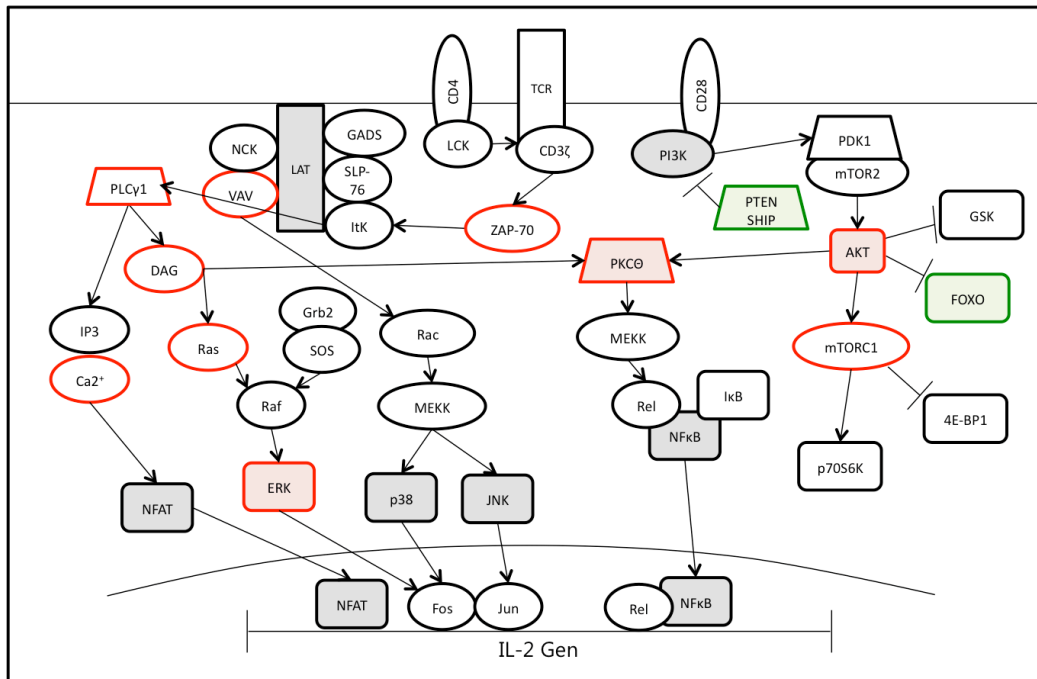 CD4
TCR
CD28
NCK
LAT
GADS
LCK
CD3ζ
PI3K
PDK1
mTOR2
PLCγ1
VAV
SLP-
76
ItK
ZAP-70
PTEN
SHIP
GSK
DAG
PKCΘ
AKT
FOXO
IP3
Ca2⁺
Ras
Grb2
SOS
Rac
MEKK
mTORC1
Raf
MEKK
Rel
IκB
NFκB
4E-BP1
p70S6K
NFAT
ERK
p38
JNK
NFAT
Fos
Jun
Rel
NFκB
IL-2 Gen